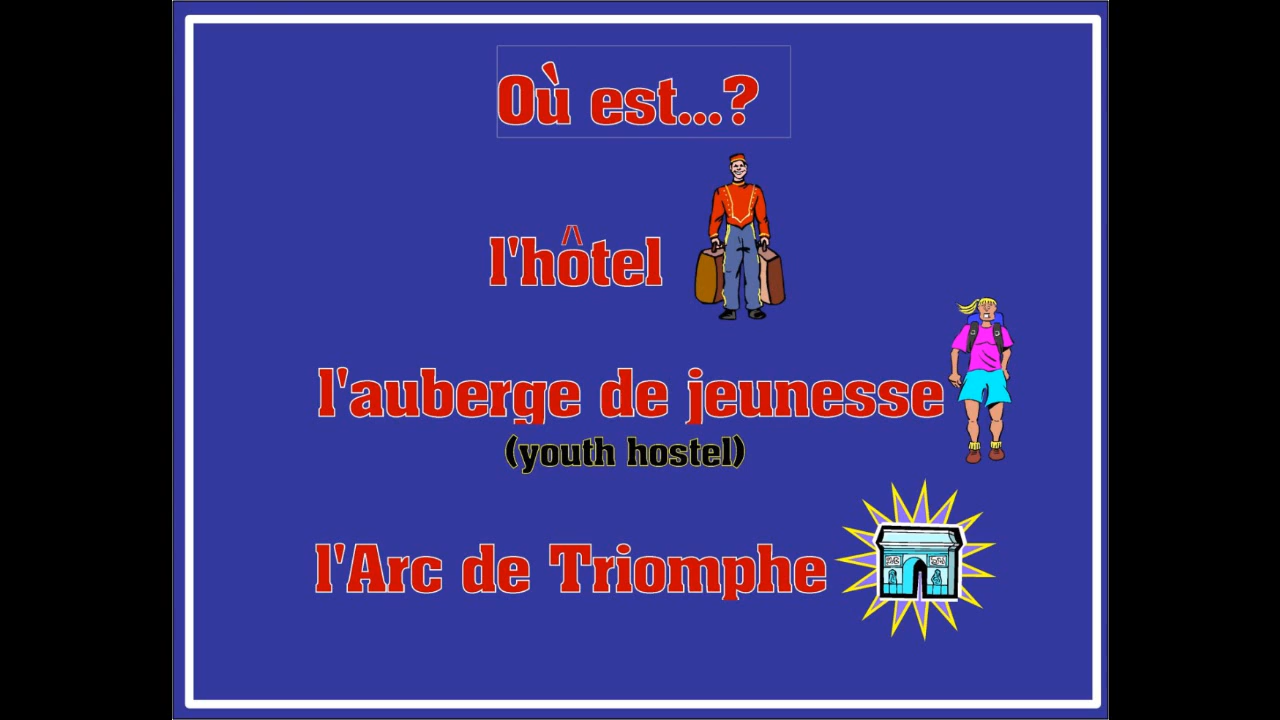 Où est...?
l'hôtel
l'auberge de jeunesse
(youth hostel)
l'Arc de Triomphe